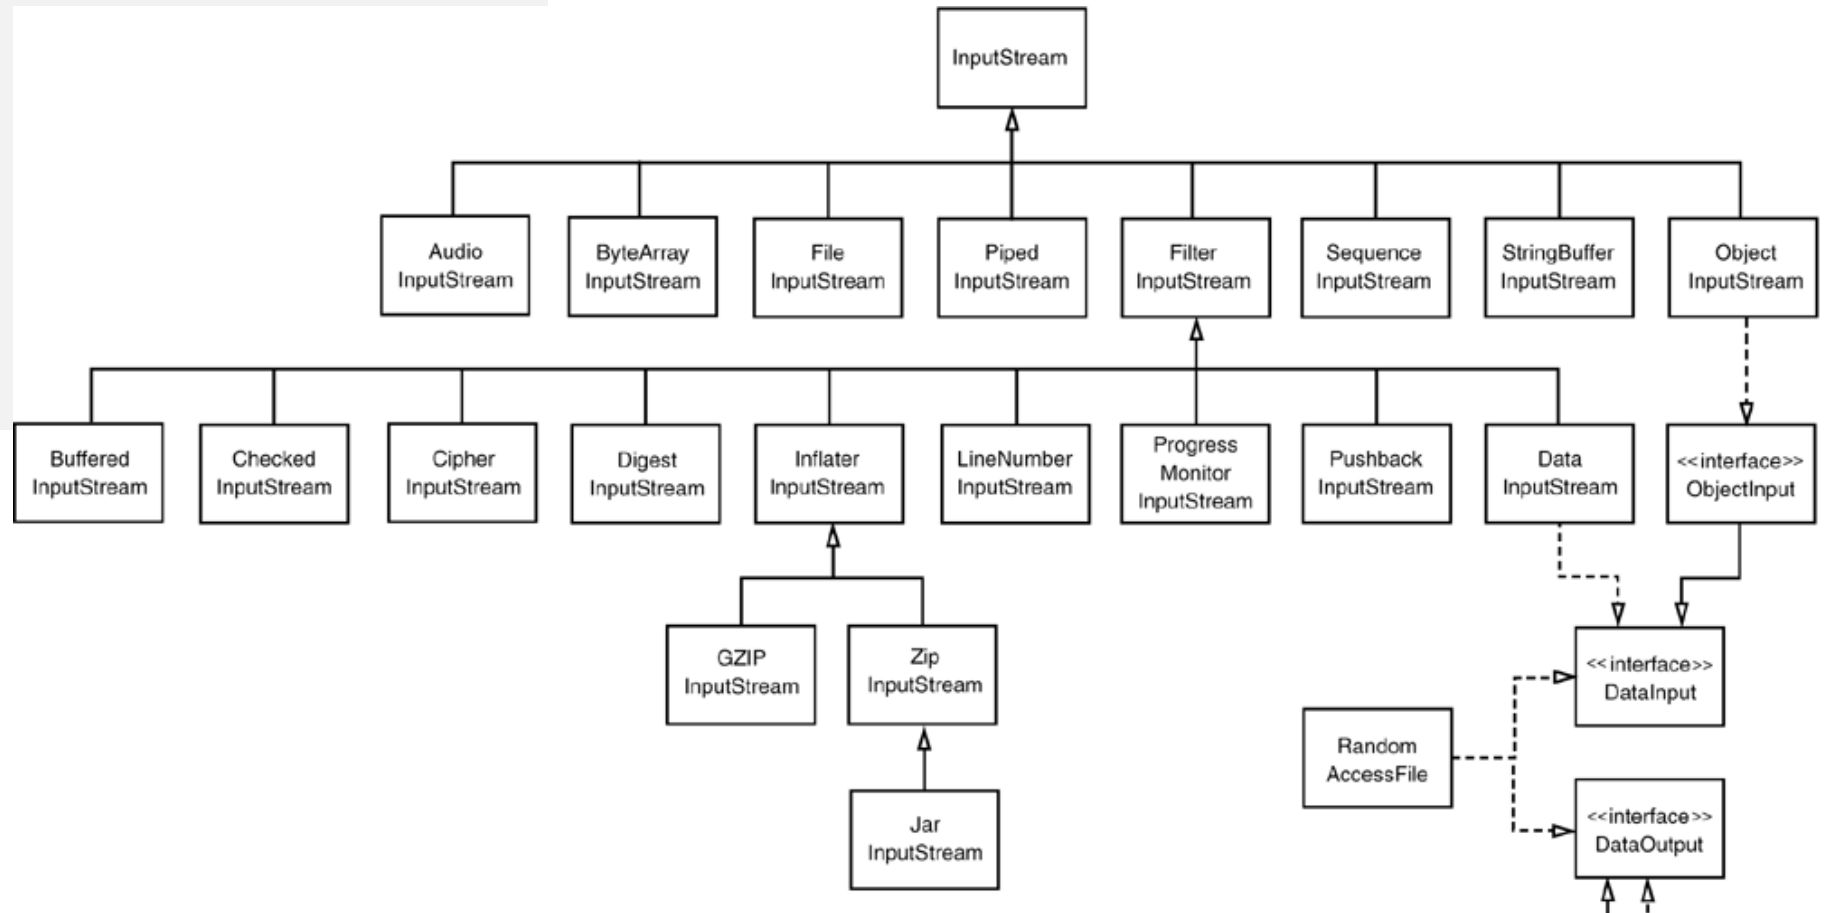 InputStream
Audio
InputStream
ByteArray
InputStream
File
InputStream
Piped
InputStream
Filter
InputStream
Sequence
InputStream
StringBuffer
InputStream
Object
InputStream
Buffered
InputStream
Checked
InputStream
Cipher
InputStream
Digest
InputStream
Inflater
InputStream
LineNumber
InputStream
Progress
Monitor
InputStream
Pushback
InputStream
Data
InputStream
<<interface>>
ObjectInput
GZIP
InputStream
Zip
InputStream
<<interface>>
DataInput
Random
AccessFile
Jar
InputStream
<<interface>>
DataOutput